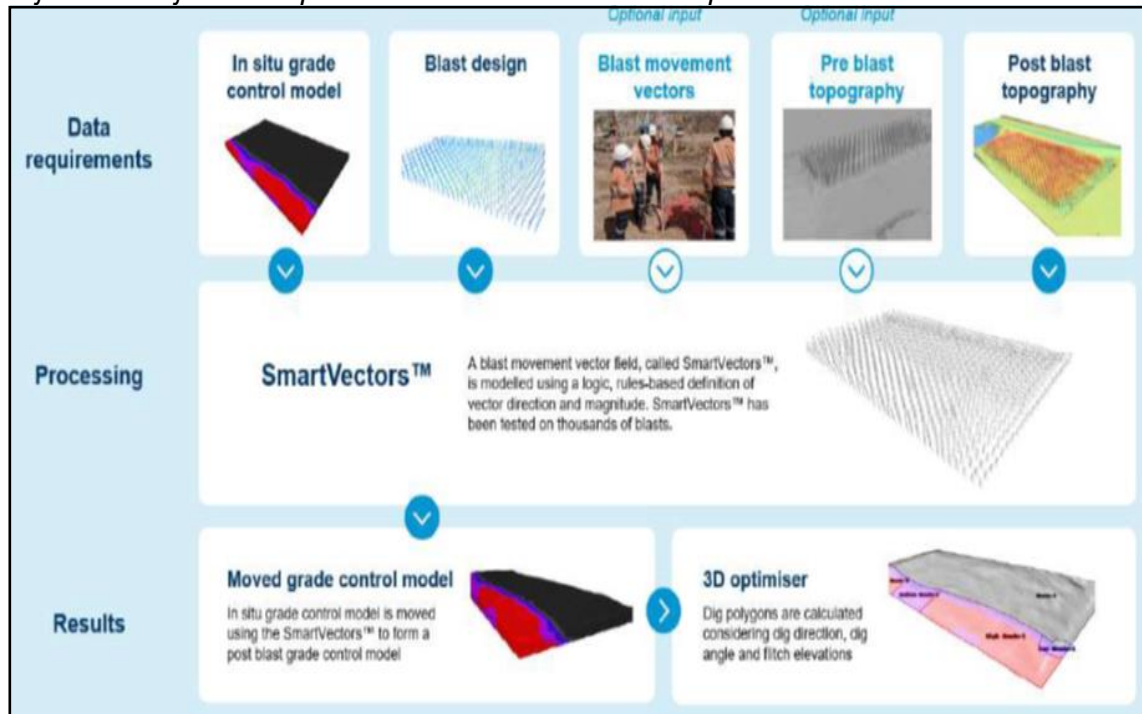 Optional input
Optional input
In situ grade
control model
Blast design
Blast movement
vectors
Pre blast
topography
Post blast
topography
Data
requirements
Processing
SmartVectors™
A blast movement vector field, called SmartVectors™,
is modelled using a logic, rules-based definition of
vector direction and magnitude. SmartVectors™ has
been tested on thousands of blasts.
Results
Moved grade control model
In situ grade control model is moved
using the SmartVectors™ to form a
post blast grade control model
3D optimiser
Dig polygons are calculated
considering dig direction, dig
angle and flitch elevations